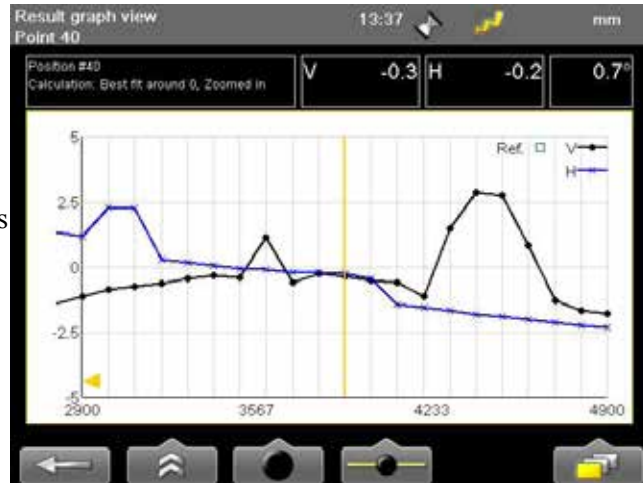 Result graph view
13:37
mm
Point 40
Position #40
Calculation: Best fit around 0, Zoomed in
V -0.3
H -0.2
0.7°
Ref. V
H
5
2.5
0
-2.5
-5
2900 3567 4233 4900
s